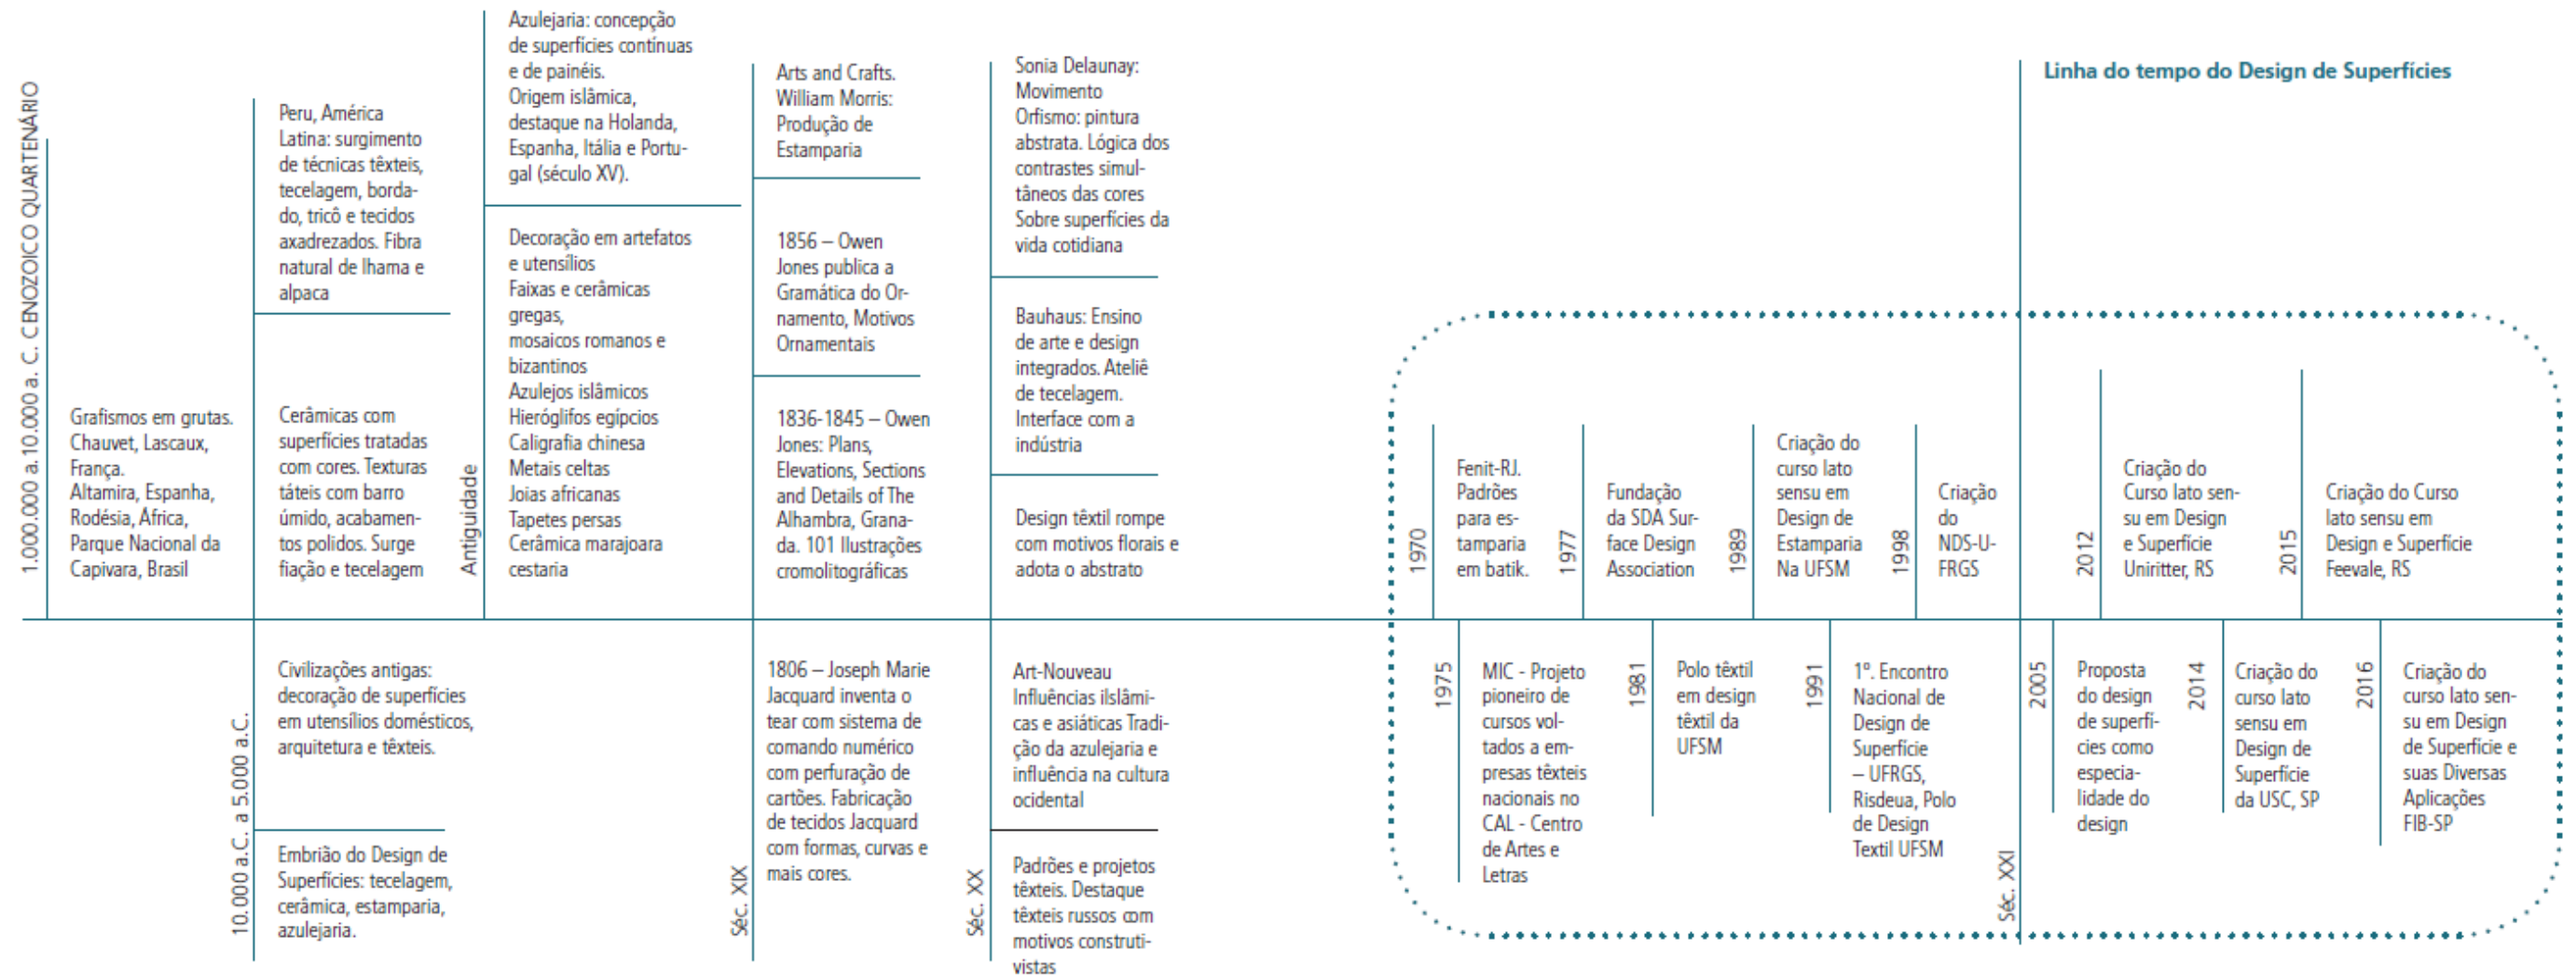 Linha do tempo do Design de Superfícies
1.000.000 a. 10.000 a. C. CENOZOICO QUARTENÁRIO
Grafismos em grutas.
Chauvet, Lascaux,
França.
Altamira, Espanha,
Rodésia, África,
Parque Nacional da
Capivara, Brasil
10.000 a.C. a 5.000 a.C.
Peru, América
Latina: surgimento
de técnicas têxteis,
tecelagem, borda-
do, tricô e tecidos
axadrezados. Fibra
natural de lhama e
alpaca
Cerâmicas com
superfícies tratadas
com cores. Texturas
táteis com barro
úmido, acabamen-
tos polidos. Surge
fiação e tecelagem
Civilizações antigas:
decoração de superfícies
em utensílios domésticos,
arquitetura e têxteis.
Embrião do Design de
Superfícies: tecelagem,
cerâmica, estamparia,
azulejaria.
Antiguidade
Azulejaria: concepção
de superfícies contínuas
e de painéis.
Origem islâmica,
destaque na Holanda,
Espanha, Itália e Portu-
gal (século XV).
Decoração em artefatos
e utensílios
Faixas e cerâmicas
gregas,
mosaicos romanos e
bizantinos
Azulejos islâmicos
Hieróglifos egípcios
Caligrafia chinesa
Metais celtas
Joias africanas
Tapetes persas
Cerâmica marajoara
cestaria
Séc. XIX
Arts and Crafts.
William Morris:
Produção de
Estamparia
1856 – Owen
Jones publica a
Gramática do Or-
namento, Motivos
Ornamentais
1836-1845 – Owen
Jones: Plans,
Elevations, Sections
and Details of The
Alhambra, Grana-
da. 101 Ilustrações
cromolitográficas
1806 – Joseph Marie
Jacquard inventa o
tear com sistema de
comando numérico
com perfuração de
cartões. Fabricação
de tecidos Jacquard
com formas, curvas e
mais cores.
Séc. XX
Sonia Delaunay:
Movimento
Orfismo: pintura
abstrata. Lógica dos
contrastes simul-
tâneos das cores
Sobre superfícies da
vida cotidiana
Bauhaus: Ensino
de arte e design
integrados. Ateliê
de tecelagem.
Interface com a
indústria
Design têxtil rompe
com motivos florais e
adota o abstrato
Art-Nouveau
Influências ilslâmi-
cas e asiáticas Tradi-
ção da azulejaria e
influência na cultura
ocidental
Padrões e projetos
têxteis. Destaque
têxteis russos com
motivos construti-
vistas
1970
Fenit-RJ.
Padrões
para es-
tamparia
em batik.
1975
MIC - Projeto
pioneiro de
cursos vol-
tados a em-
presas têxteis
nacionais no
CAL - Centro
de Artes e
Letras
1977
Fundação
da SDA Sur-
face Design
Association
1981
Polo têxtil
em design
têxtil da
UFSM
1989
Criação do
curso lato
sensu em
Design de
Estamparia
Na UFSM
1991
1º. Encontro
Nacional de
Design de
Superfície
– UFRGS,
Risdeua, Polo
de Design
Textil UFSM
1998
Criação
do
NDS-U-
FRGS
Séc. XXI
2005
Proposta
do design
de superfí-
cies como
especia-
lidade do
design
2012
Criação do
Curso lato sen-
su em Design
e Superfície
Uniritter, RS
2014
Criação do
curso lato
sensu em
Design de
Superfície
da USC, SP
2015
Criação do Curso
lato sensu em
Design e Superfície
Feevale, RS
2016
Criação do
curso lato sen-
su em Design
de Superfície e
suas Diversas
Aplicações
FIB-SP